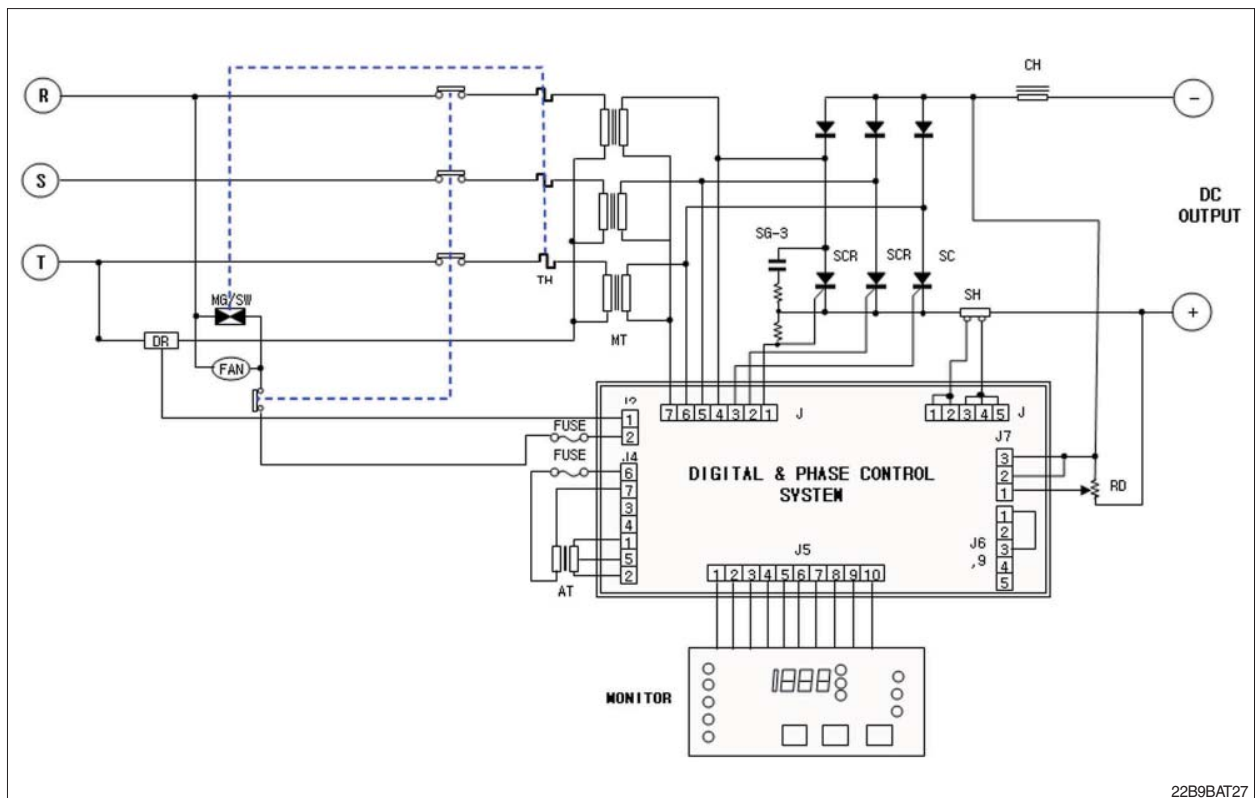 CH
R
-
S
DC
OUTPUT
SG-3
SCR
SCR
SC
T
TH
SH
MG/SW
+
MT
DR
FAN
J2
7 6 5 4 3 2 1
J
1 2 3 4 5
J
1
2
FUSE
FUSE
J4
J7
6
7
3
4
1
5
2
DIGITAL & PHASE CONTROL
SYSTEM
3
2
1
RD
1
2
3
4
5
J6
,9
J5
AT
1 2 3 4 5 6 7 8 9 10
MONITOR
1888
22B9BAT27